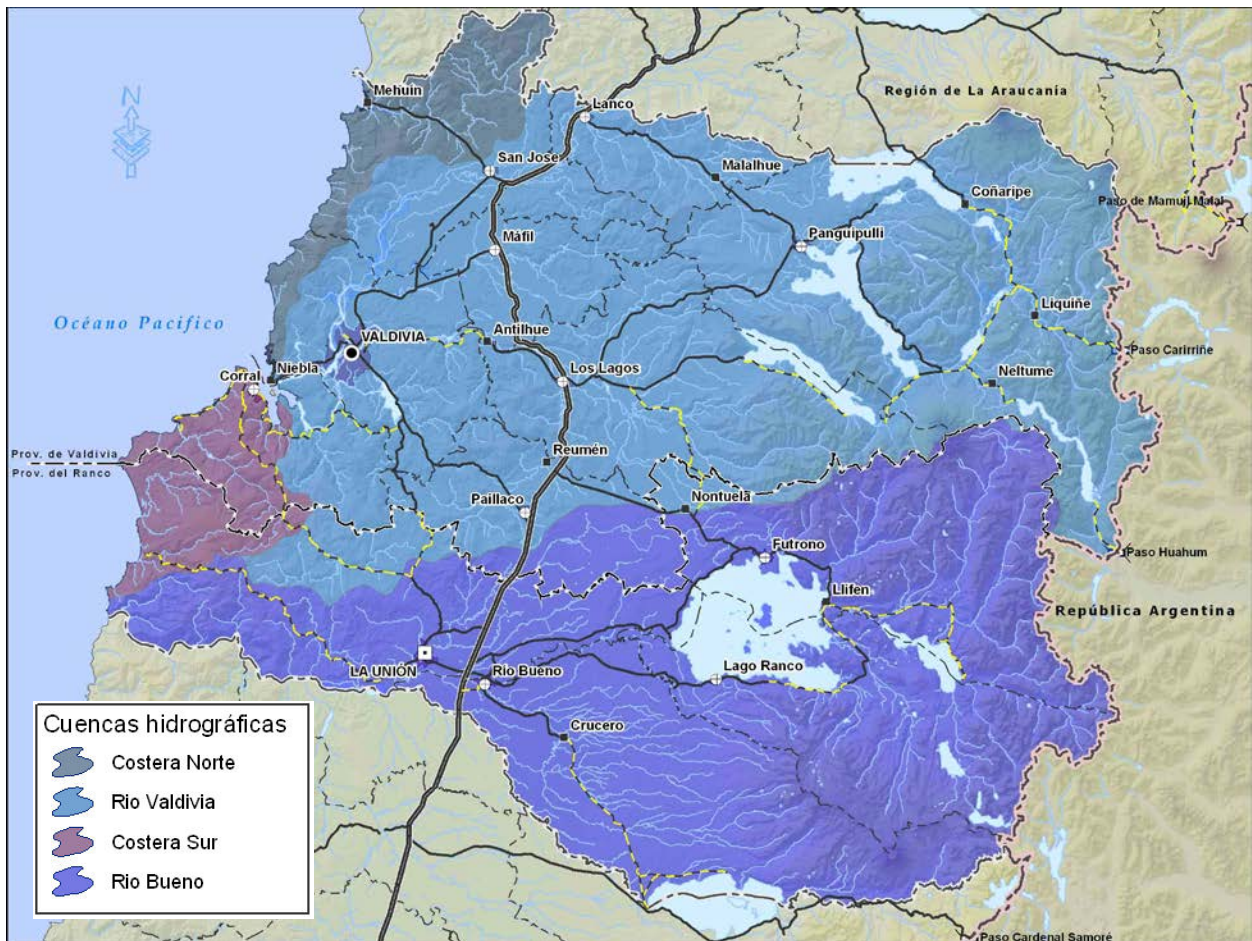 N
Mehuín
Lanco
Región de La Araucanía
San Jose
Malalhue
Coñaripe
Paso de Mamuil Malal
Máfil
Panguipulli
Océano Pacífico
VALDIVIA
Antilhue
Liquiñe
Paso Carirriñe
Niebla
Corral
Los Lagos
Neltume
Prov. de Valdivia
Prov. del Ranco
Reumén
Paillaco
Nontuelá
Futrono
Paso Huahum
Llifen
República Argentina
LA UNIÓN
Rio Bueno
Lago Ranco
Crucero
Cuencas hidrográficas
Costera Norte
Rio Valdivia
Costera Sur
Rio Bueno
Paso Cardenal Samoré